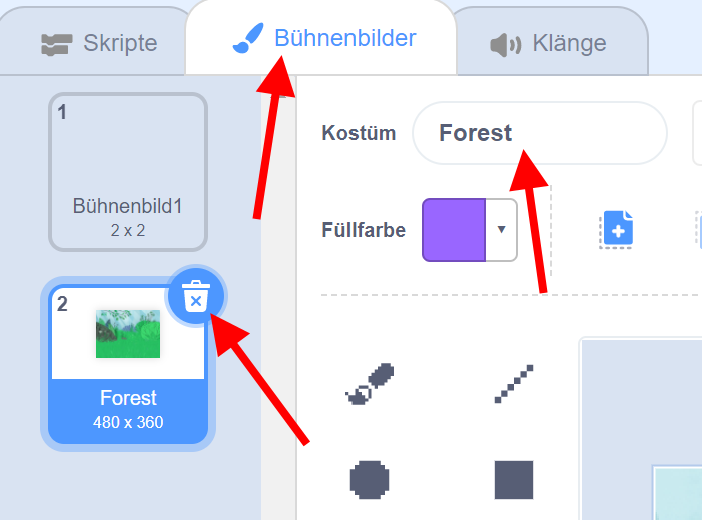 Skripte
Bühnenbilder
Klänge
1
Bühnenbild1
2 x 2
2
Forest
480 x 360
Kostüm
Forest
Füllfarbe